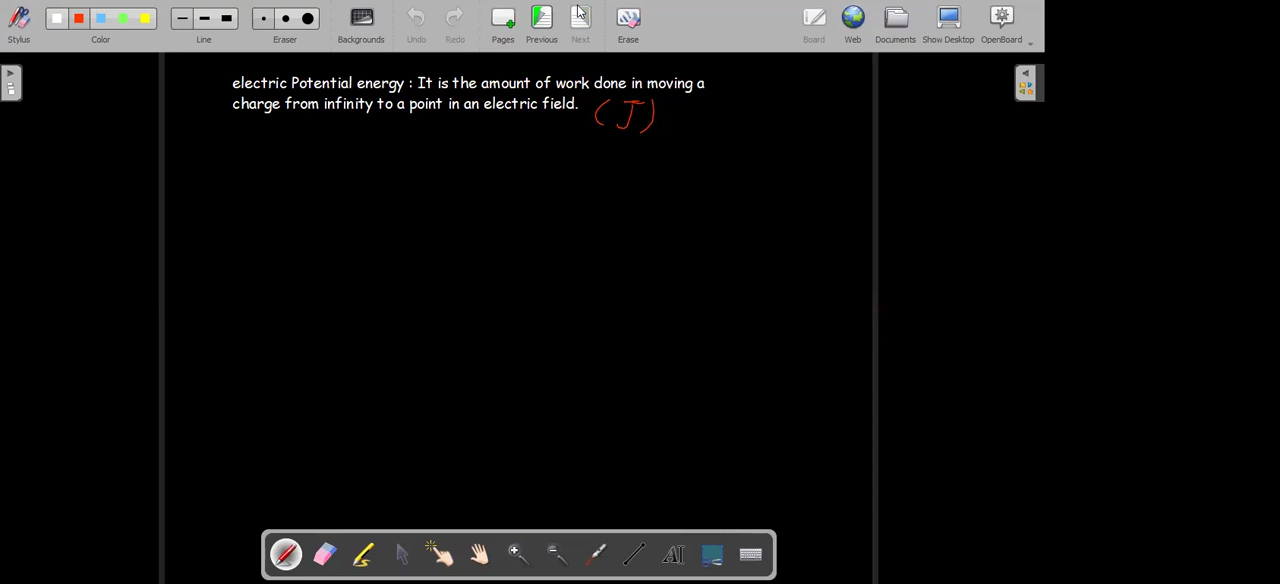 Stylus Color Line Eraser Backgrounds Undo Redo Pages Previous Next Erase Board Web Documents Show Desktop OpenBoard
electric Potential energy : It is the amount of work done in moving a
charge from infinity to a point in an electric field. (J)
AI